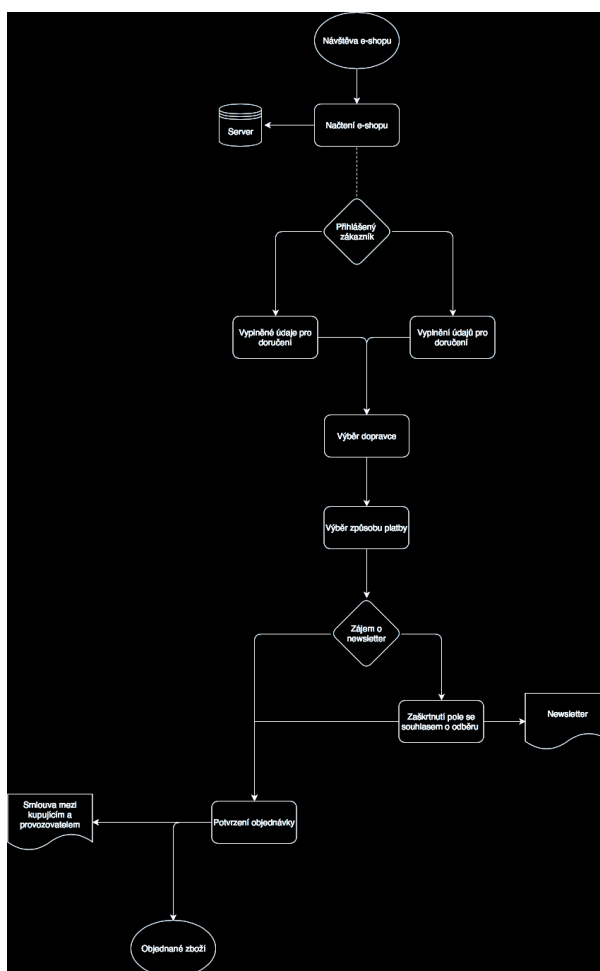 Návštěva e-shopu
Načtení e-shopu
Server
Přihlášený
zákazník
Vyplněné údaje pro
doručení
Vyplnění údajů pro
doručení
Výběr dopravce
Výběr způsobu platby
Zájem o
newsletter
Zaškrtnutí pole se
souhlasem o odběru
Newsletter
Smlouva mezi
kupujícím a
provozovatelem
Potvrzení objednávky
Objednané zboží